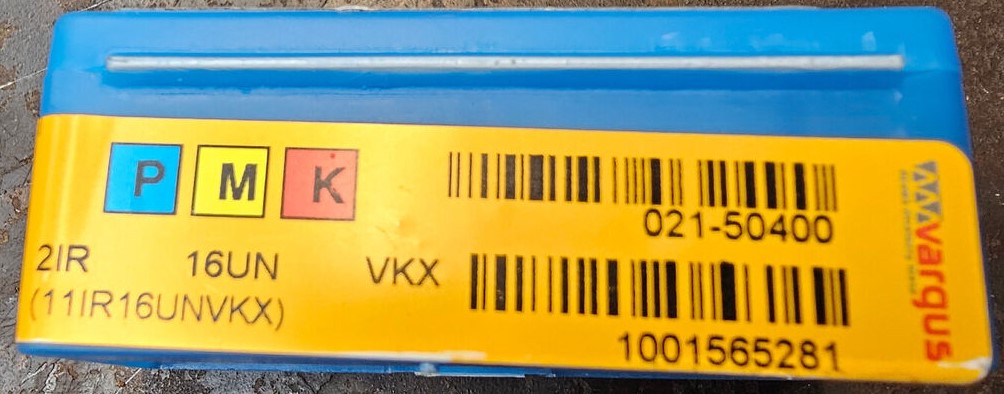 P M K
021-50400
2IR 16UN VKX
(11IR16UNVKX)
1001565281
vargus